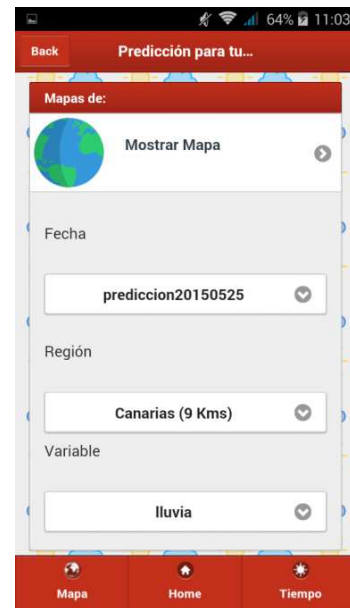 64% 11:03
Back Predicción para tu...
Mapas de:
Mostrar Mapa
Fecha
prediccion20150525
Región
Canarias (9 Kms)
Variable
lluvia
Mapa Home Tiempo